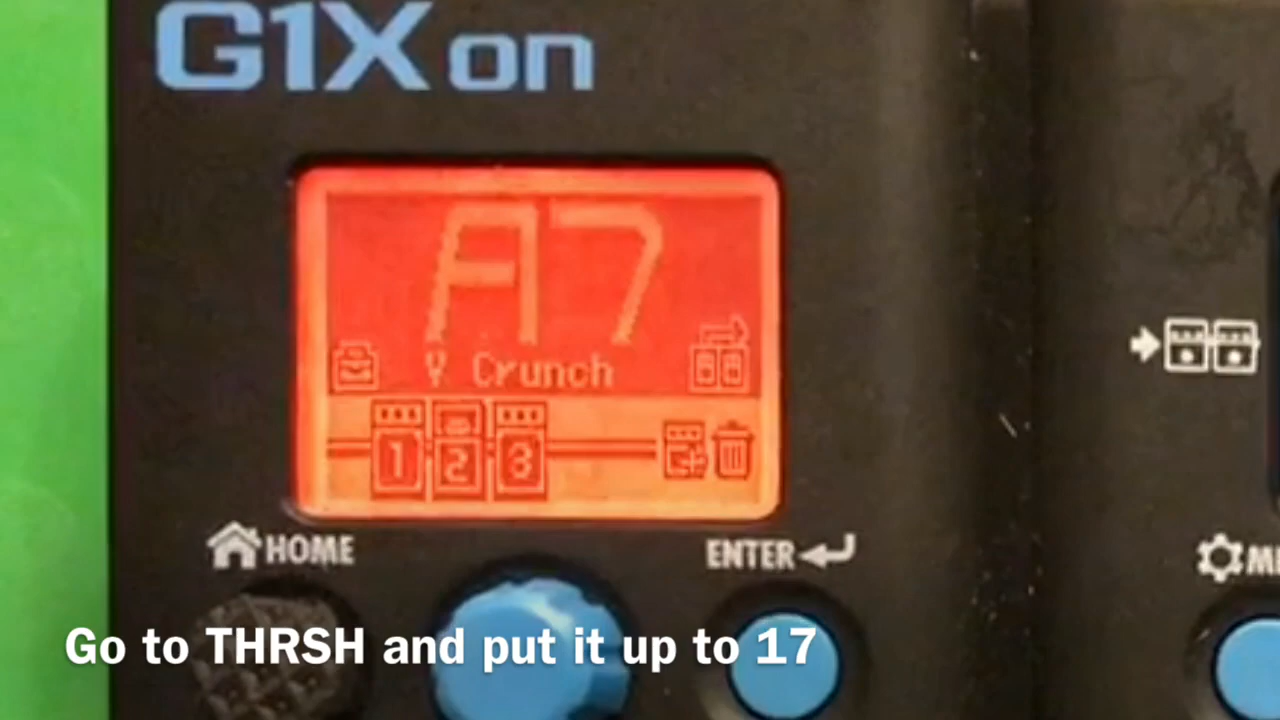 G1X on
A7
Y Crunch
1 2 3
HOME
ENTER
Go to THRSH and put it up to 17